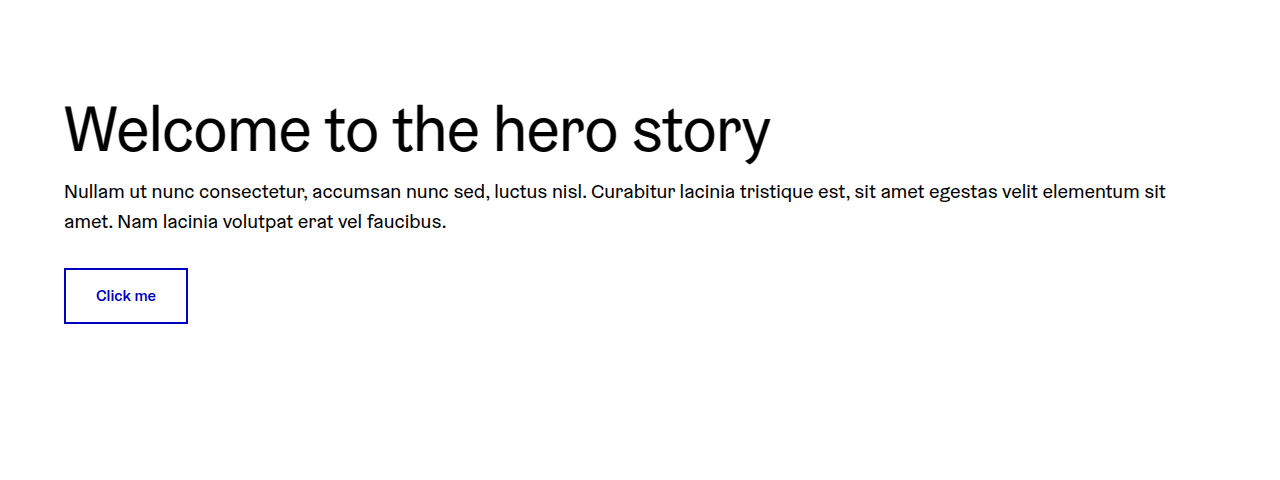 Welcome to the hero story
Nullam ut nunc consectetur, accumsan nunc sed, luctus nisl. Curabitur lacinia tristique est, sit amet egestas velit elementum sit
amet. Nam lacinia volutpat erat vel faucibus.
Click me